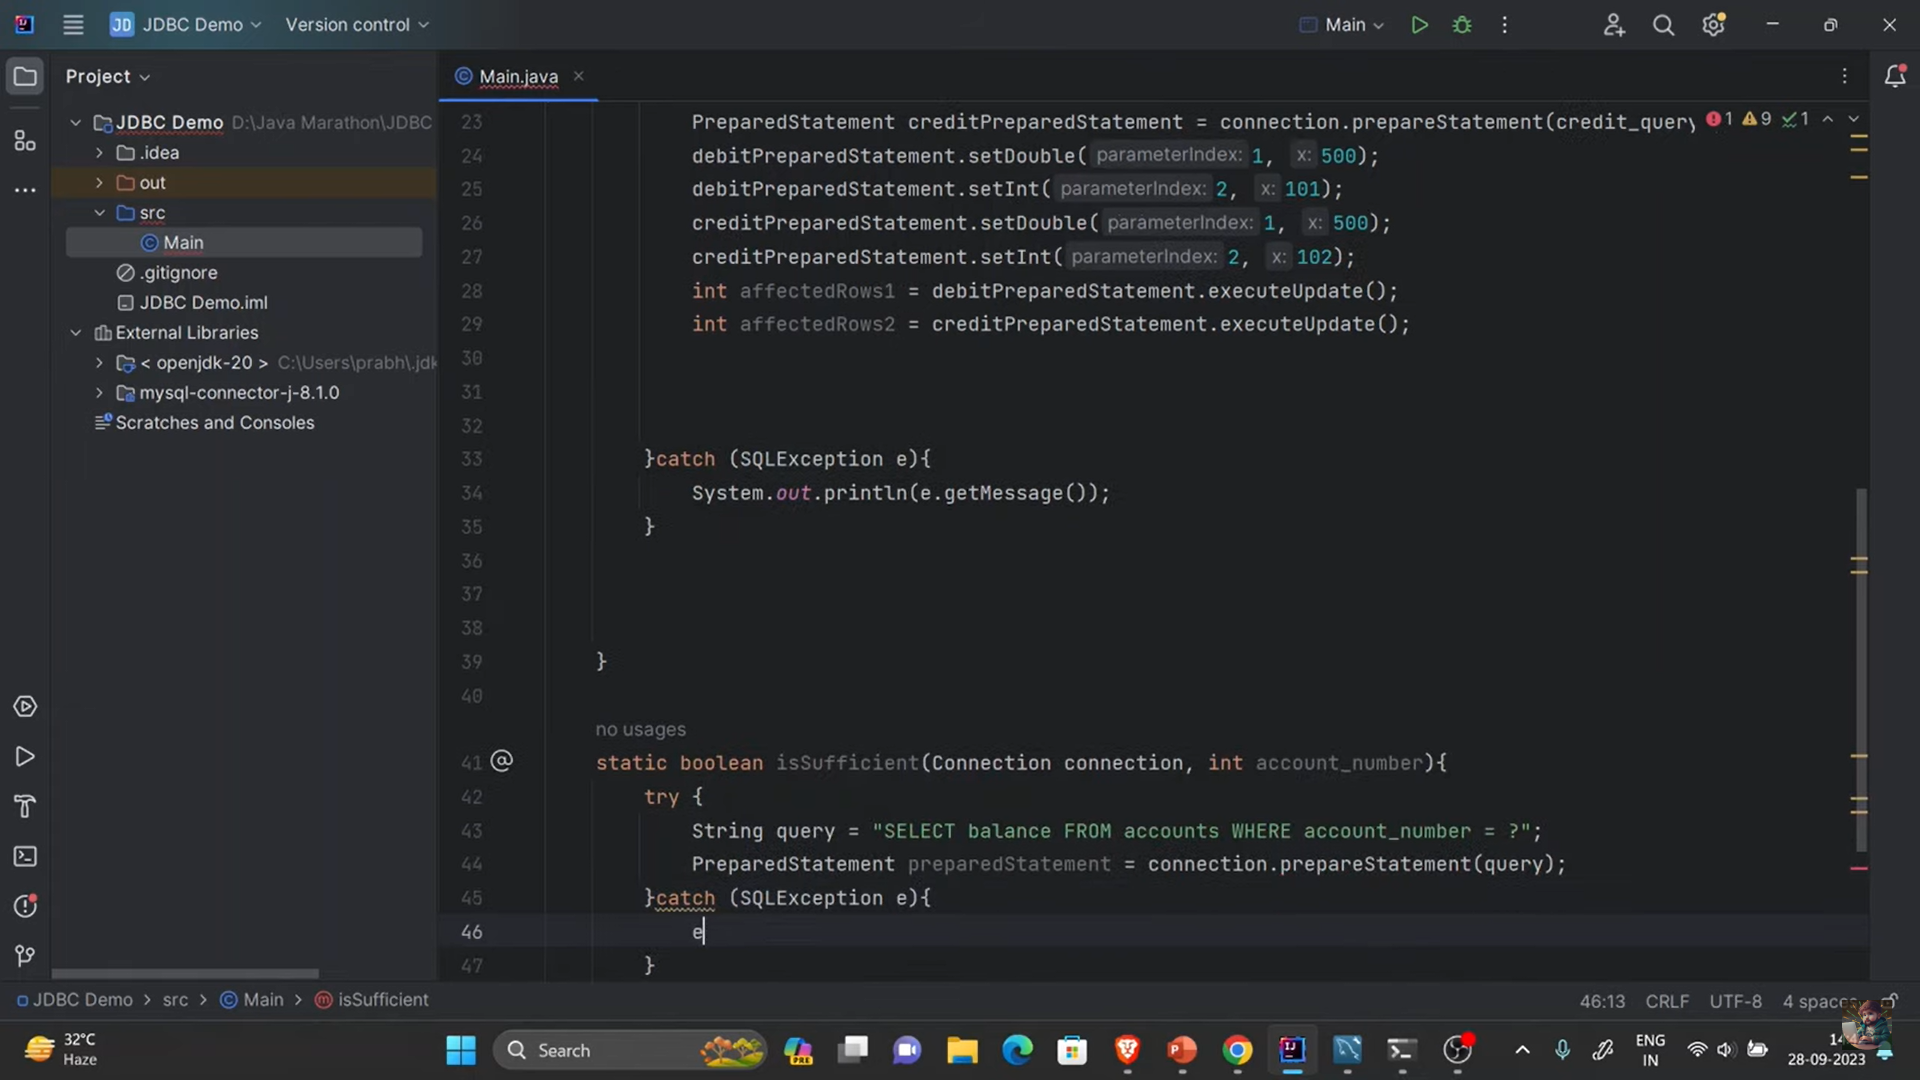 JD JDBC Demo Version control Main
Project
Main.java
JDBC Demo D:\Java Marathon\JDBC
.idea
out
src
Main
.gitignore
JDBC Demo.iml
External Libraries
< openjdk-20 > C:\Users\prabh\.jdk
mysql-connector-j-8.1.0
Scratches and Consoles
23 PreparedStatement creditPreparedStatement = connection.prepareStatement(credit_query 1 9 1
24 debitPreparedStatement.setDouble( parameterIndex: 1, x: 500);
25 debitPreparedStatement.setInt( parameterIndex: 2, x: 101);
26 creditPreparedStatement.setDouble( parameterIndex: 1, x: 500);
27 creditPreparedStatement.setInt( parameterIndex: 2, x: 102);
28 int affectedRows1 = debitPreparedStatement.executeUpdate();
29 int affectedRows2 = creditPreparedStatement.executeUpdate();
30
31
32
33 }catch (SQLException e){
34 System.out.println(e.getMessage());
35 }
36
37
38
39 }
40
no usages
41 @ static boolean isSufficient(Connection connection, int account_number){
42 try {
43 String query = "SELECT balance FROM accounts WHERE account_number = ?";
44 PreparedStatement preparedStatement = connection.prepareStatement(query);
45 }catch (SQLException e){
46 e
47 }
JDBC Demo > src > Main > isSufficient 46:13 CRLF UTF-8 4 spaces
32°C
Haze
Search
PRE
ENG
IN
28-09-2023